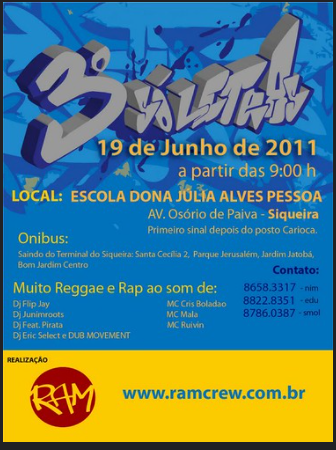 3º SÓLETRAS
19 de Junho de 2011
a partir das 9:00 h
LOCAL: ESCOLA DONA JÚLIA ALVES PESSOA
AV. Osório de Paiva - Siqueira
Primeiro sinal depois do posto Carioca.
Onibus:
Saindo do Terminal do Siqueira: Santa Cecília 2, Parque Jerusalém, Jardim Jatobá,
Bom Jardim Centro
Contato:
8658.3317 - nim
8822.8351 - edu
8786.0387 - smol
Muito Reggae e Rap ao som de:
Dj Flip Jay
Dj Junimroots
Dj Feat. Pirata
Dj Eric Select e DUB MOVEMENT
MC Cris Boladao
MC Mala
MC Ruivin
REALIZAÇÃO
RAM
www.ramcrew.com.br